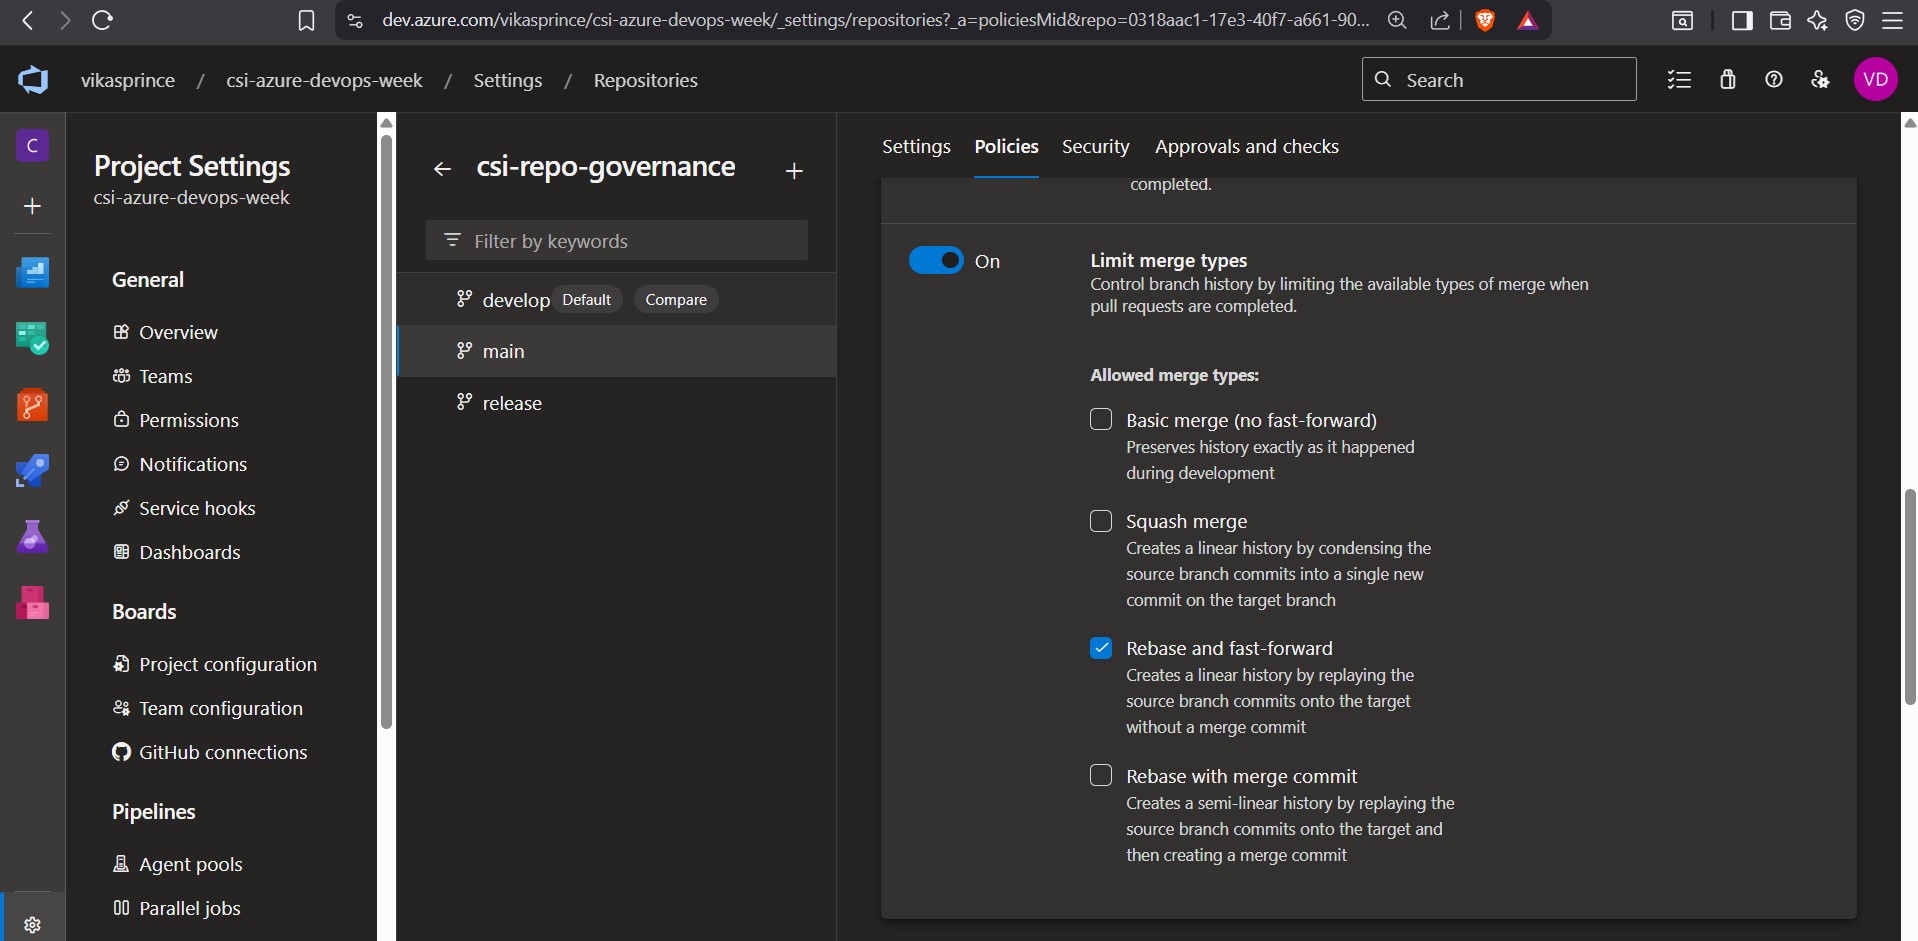 dev.azure.com/vikasprince/csi-azure-devops-week/_settings/repositories?_a=policiesMid&repo=0318aac1-17e3-40f7-a661-90...
vikasprince / csi-azure-devops-week / Settings / Repositories
Search
VD
C
Project Settings
csi-azure-devops-week
General
Overview
Teams
Permissions
Notifications
Service hooks
Dashboards
Boards
Project configuration
Team configuration
GitHub connections
Pipelines
Agent pools
Parallel jobs
csi-repo-governance
Filter by keywords
develop Default Compare
main
release
Settings Policies Security Approvals and checks
completed.
On
Limit merge types
Control branch history by limiting the available types of merge when
pull requests are completed.
Allowed merge types:
Basic merge (no fast-forward)
Preserves history exactly as it happened
during development
Squash merge
Creates a linear history by condensing the
source branch commits into a single new
commit on the target branch
Rebase and fast-forward
Creates a linear history by replaying the
source branch commits onto the target
without a merge commit
Rebase with merge commit
Creates a semi-linear history by replaying the
source branch commits onto the target and
then creating a merge commit